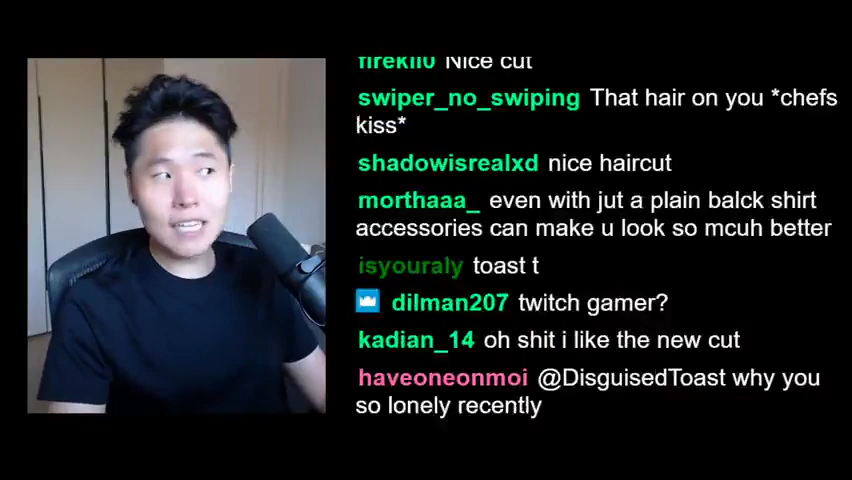 firekii0 Nice cut
swiper_no_swiping That hair on you *chefs
kiss*
shadowisrealxd nice haircut
morthaaa_ even with jut a plain balck shirt
accessories can make u look so mcuh better
isyouraly toast t
dilman207 twitch gamer?
kadian_14 oh shit i like the new cut
haveoneonmoi @DisguisedToast why you
so lonely recently